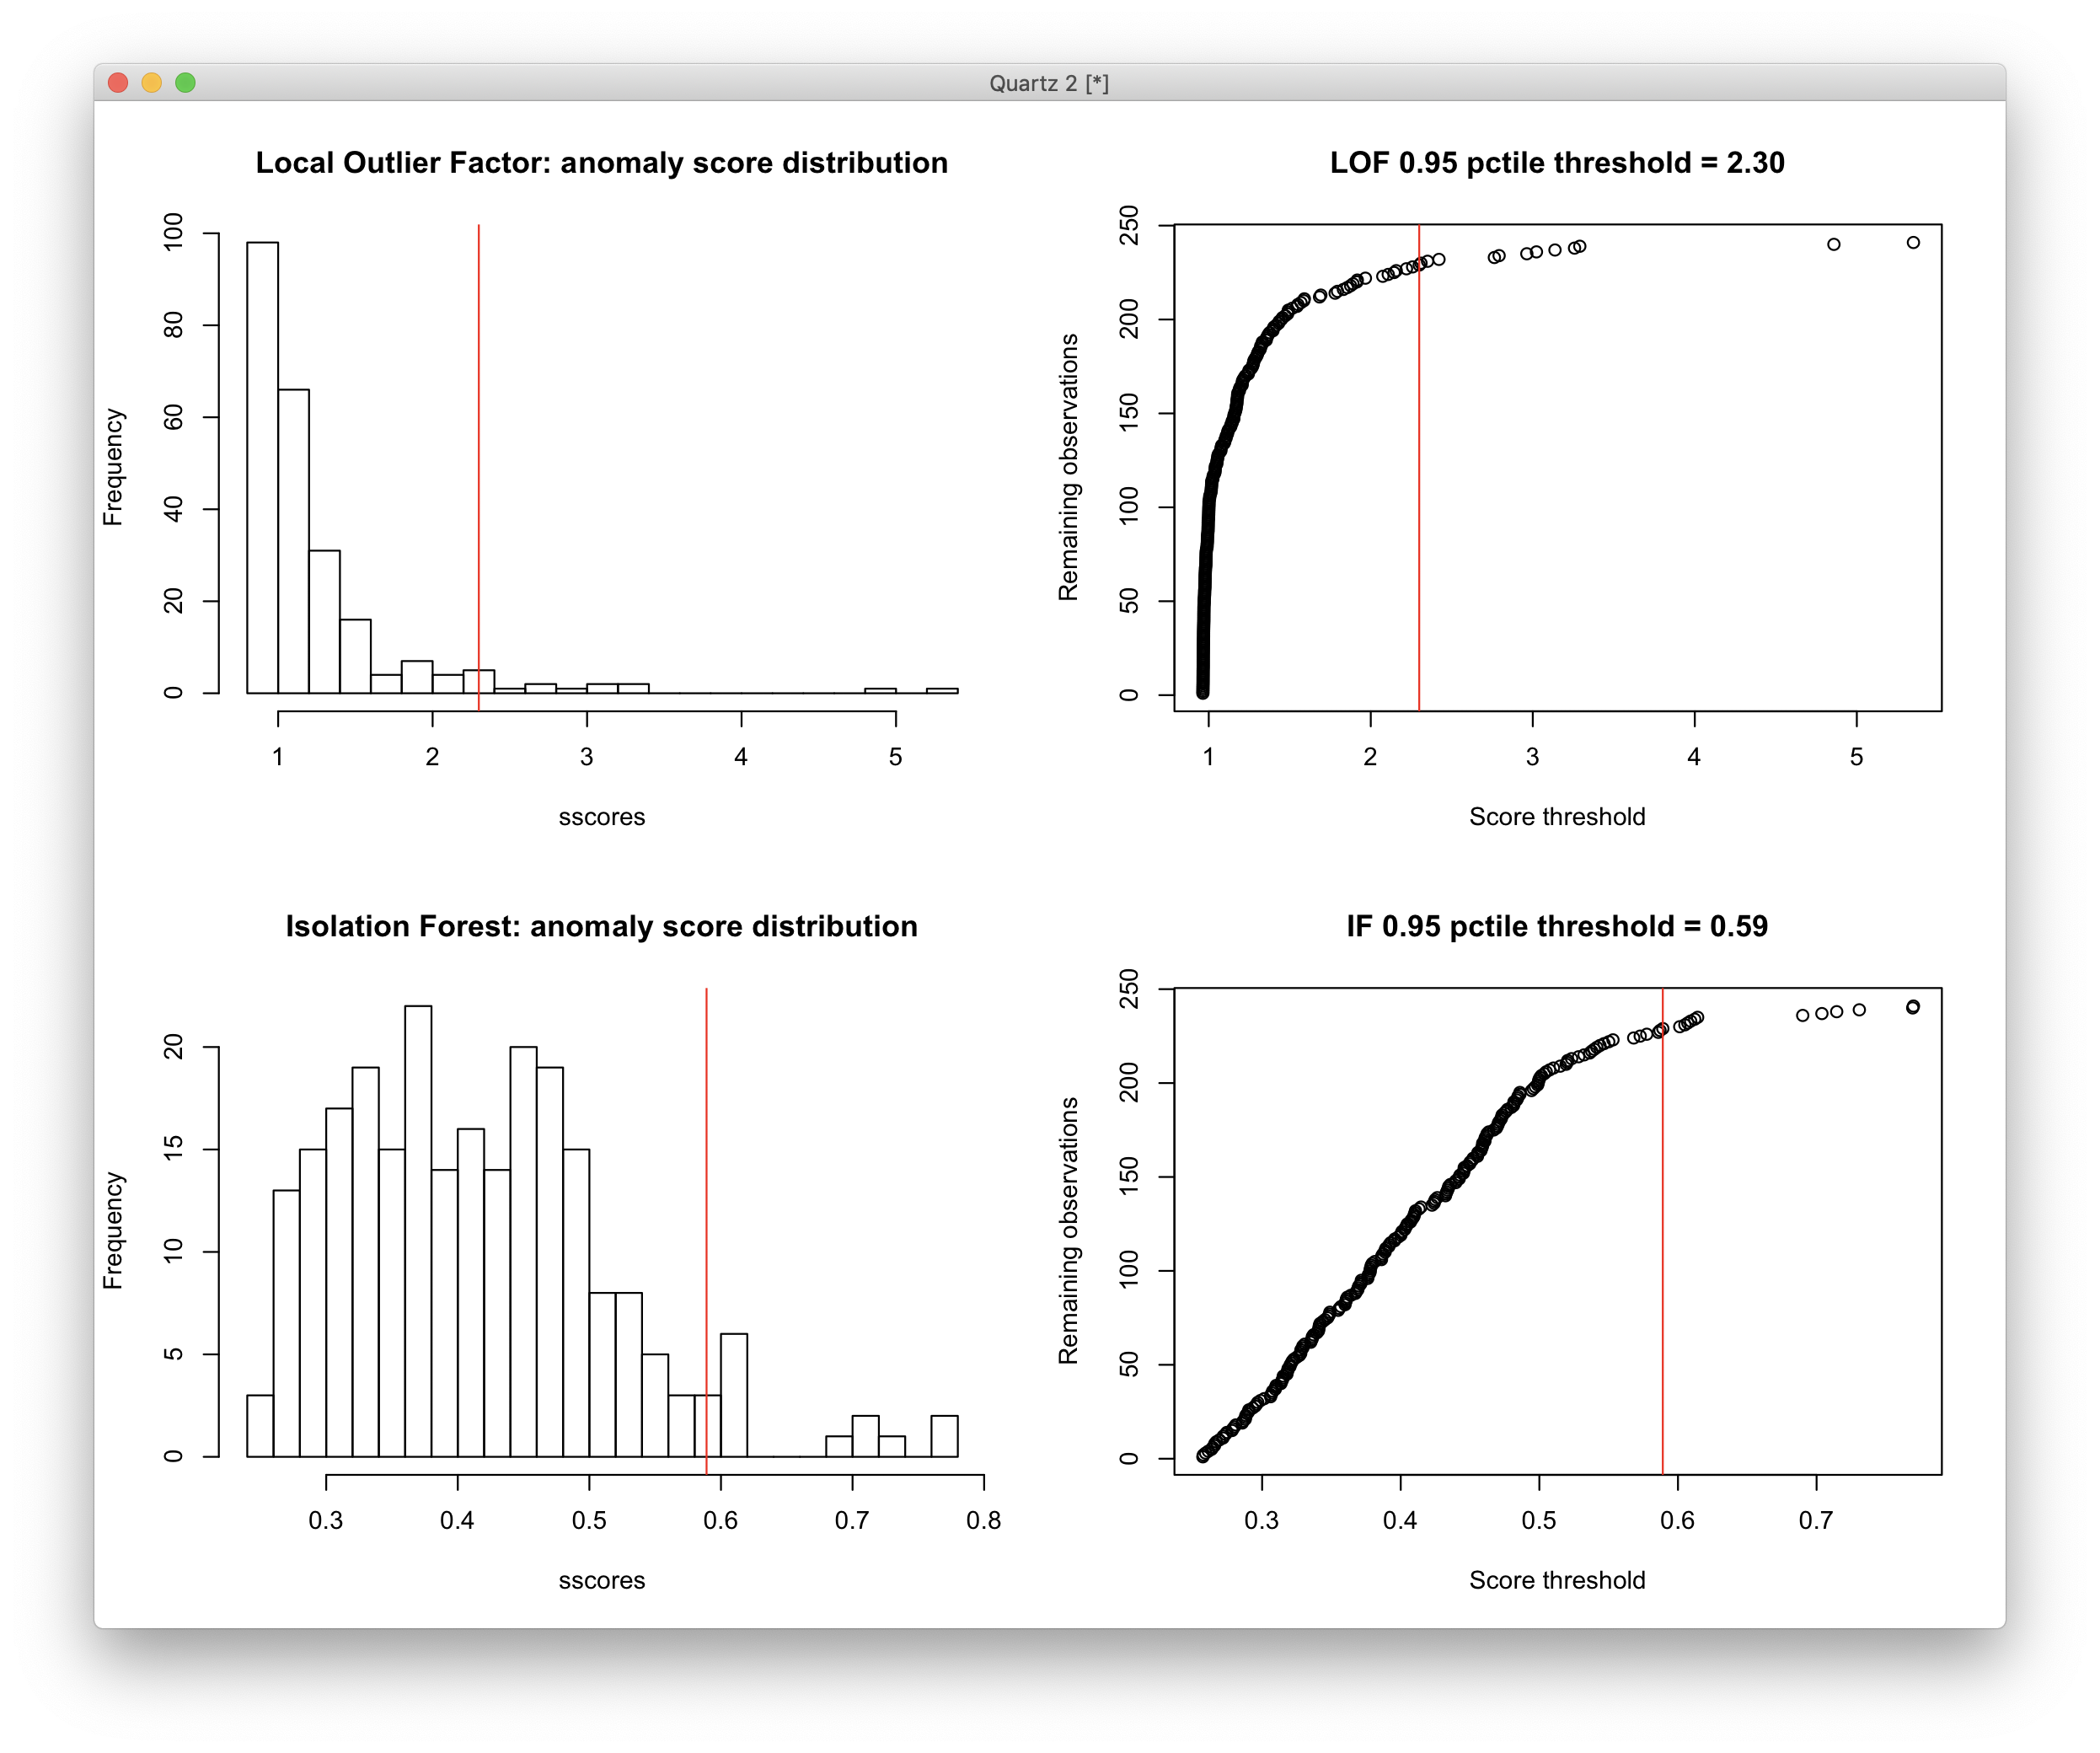 Quartz 2 [*]
Local Outlier Factor: anomaly score distribution
Frequency
0 20 40 60 80 100
1 2 3 4 5
sscores
LOF 0.95 pctile threshold = 2.30
Remaining observations
0 50 100 150 200 250
1 2 3 4 5
Score threshold
Isolation Forest: anomaly score distribution
Frequency
0 5 10 15 20
0.3 0.4 0.5 0.6 0.7 0.8
sscores
IF 0.95 pctile threshold = 0.59
Remaining observations
0 50 100 150 200 250
0.3 0.4 0.5 0.6 0.7
Score threshold